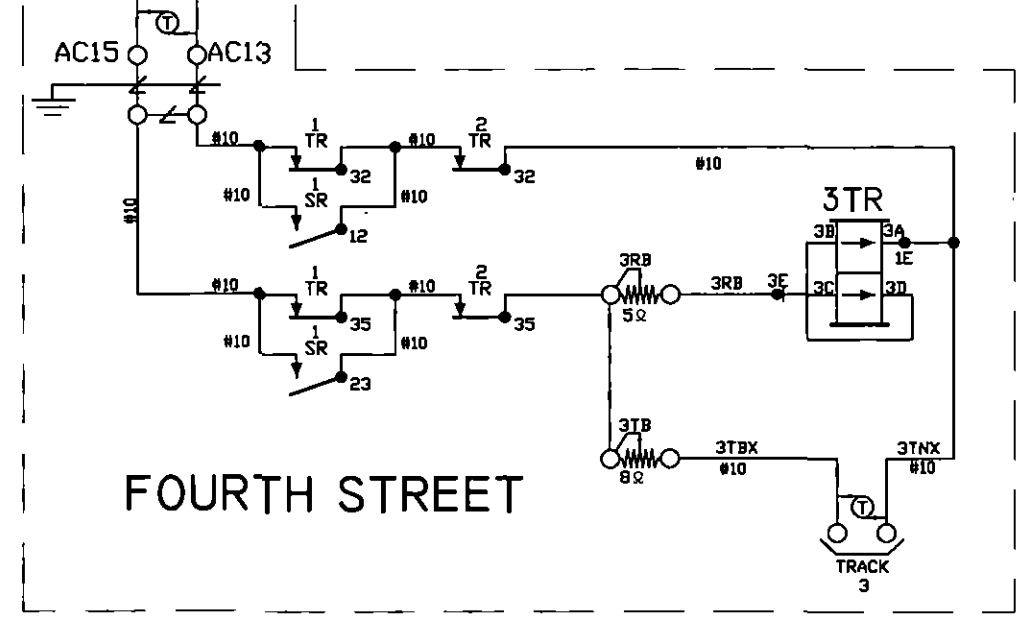 T
AC15 AC13
1
TR
#10
#10
2
TR
32
32
#10
#10
1
SR
#10
#10
12
3TR
3B 3A
1E
3RB
3RB
3E
3C 3D
5Ω
#10
1
TR
#10
2
TR
35
35
#10
1
SR
#10
23
3TB
8Ω
3TBX
#10
3TNX
#10
FOURTH STREET
T
TRACK
3